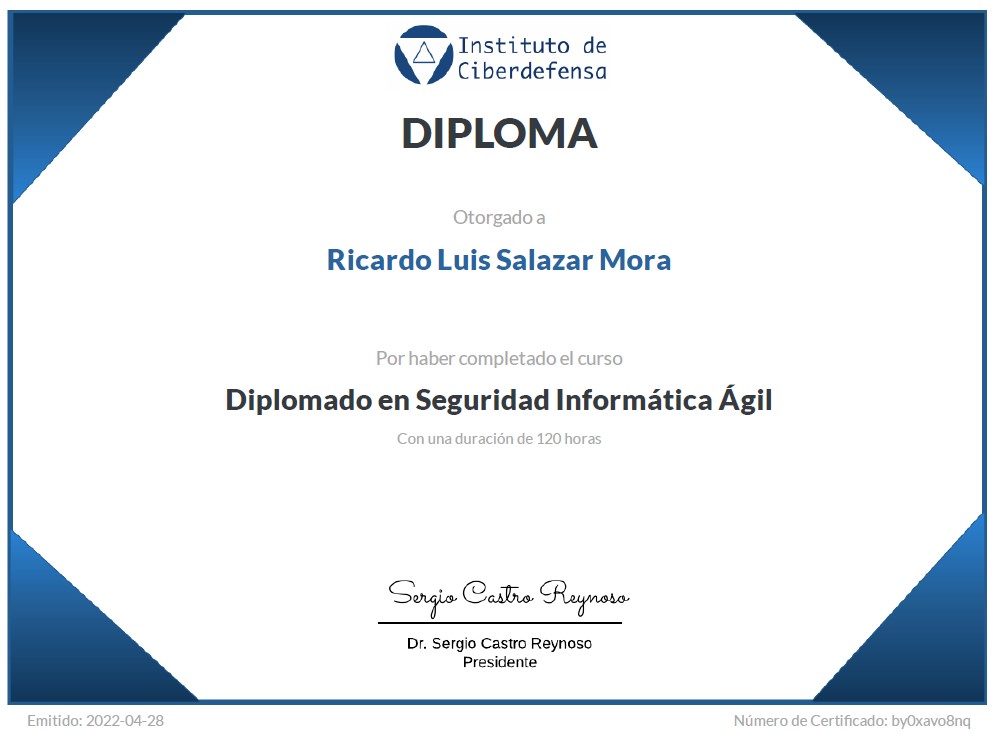 Instituto de
Ciberdefensa
DIPLOMA
Otorgado a
Ricardo Luis Salazar Mora
Por haber completado el curso
Diplomado en Seguridad Informática Ágil
Con una duración de 120 horas
Sergio Castro Reynoso
Dr. Sergio Castro Reynoso
Presidente
Emitido: 2022-04-28
Número de Certificado: by0xavo8nq